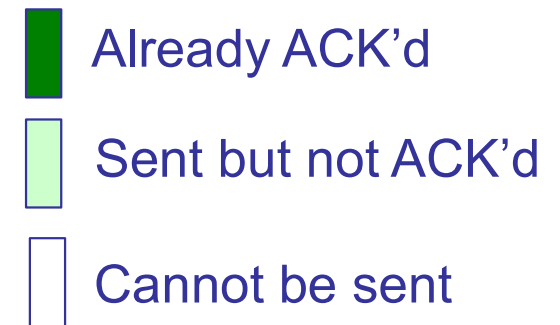 Already ACK’d
Sent but not ACK’d
Cannot be sent